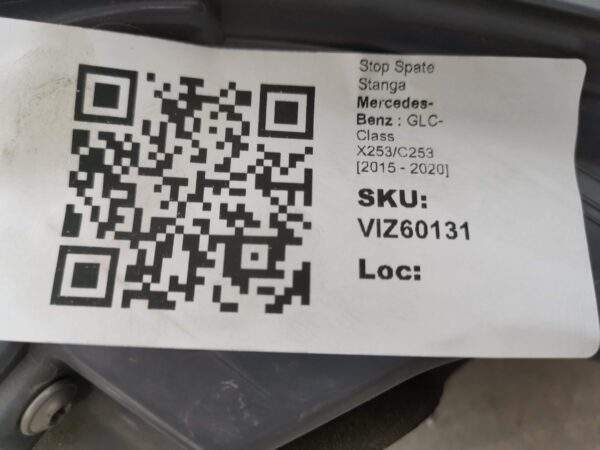 Stop Spate
Stanga
Mercedes-
Benz : GLC-
Class
X253/C253
[2015 - 2020]
SKU:
VIZ60131
Loc: